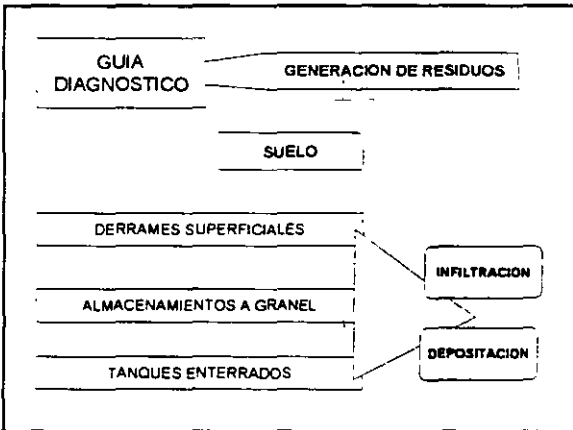 GUIA
DIAGNOSTICO
GENERACION DE RESIDUOS
SUELO
DERRAMES SUPERFICIALES
INFILTRACION
ALMACENAMIENTOS A GRANEL
DEPOSITACION
TANQUES ENTERRADOS